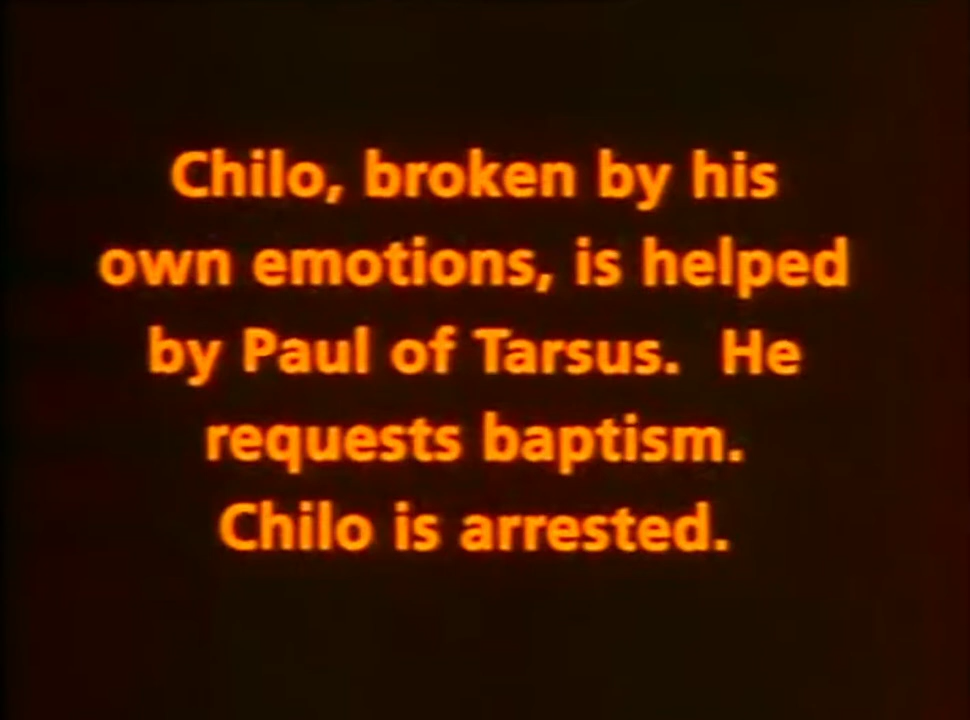 Chilo, broken by his
own emotions, is helped
by Paul of Tarsus.  He
requests baptism.
Chilo is arrested.